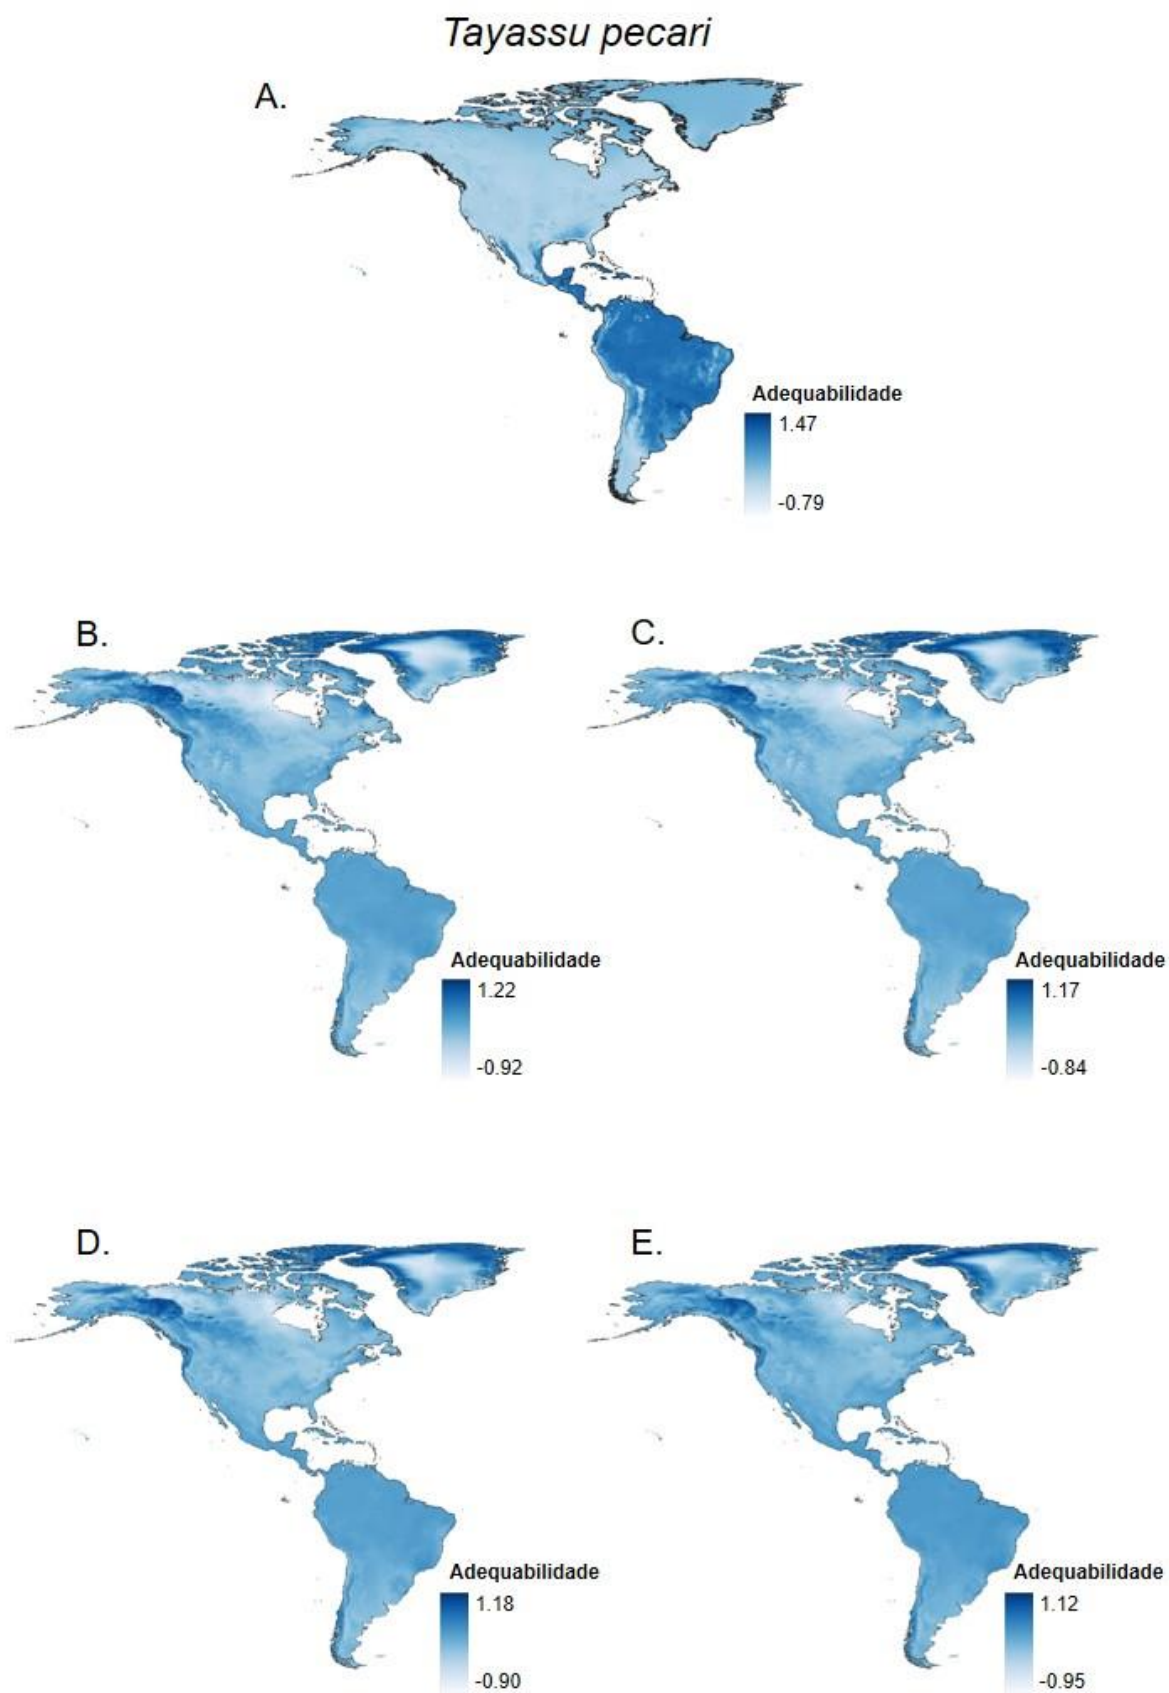 Tayassu pecari
A.
Adequabilidade
1.47
-0.79
B.
C.
Adequabilidade
1.22
-0.92
Adequabilidade
1.17
-0.84
D.
E.
Adequabilidade
1.18
-0.90
Adequabilidade
1.12
-0.95